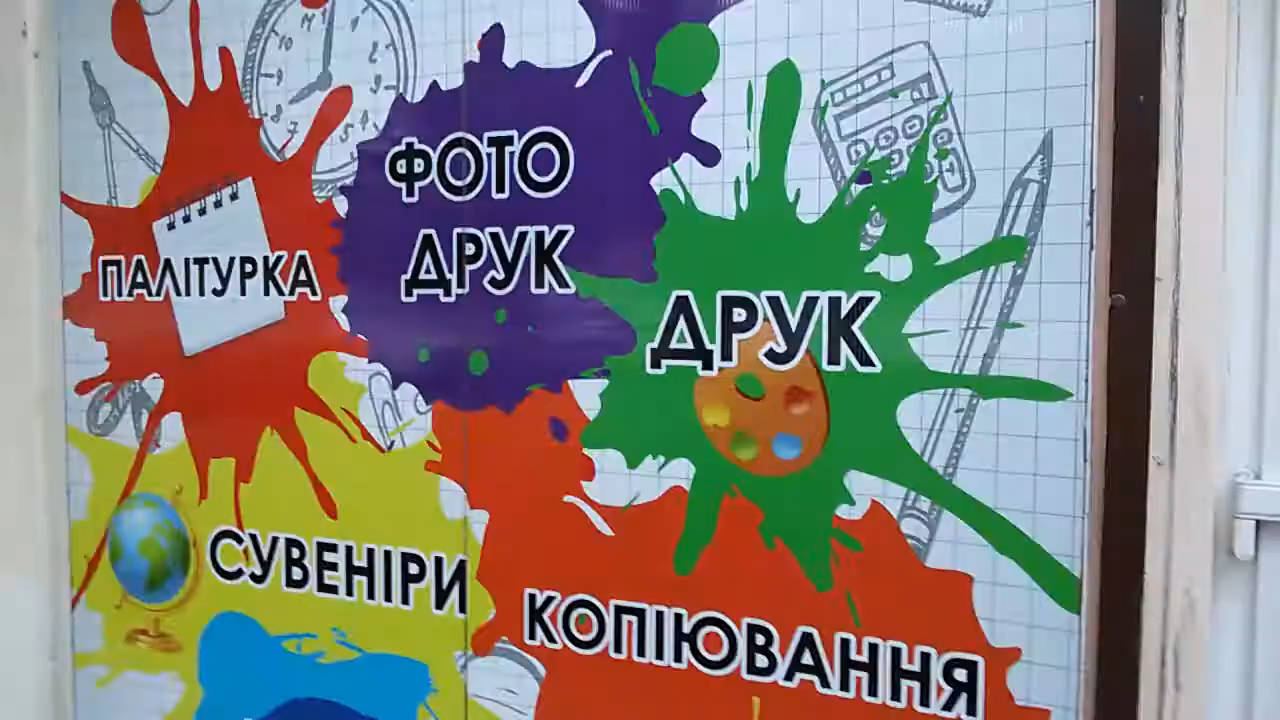 ФОТО
ДРУК
ПАЛІТУРКА
ДРУК
СУВЕНІРИ
КОПІЮВАННЯ